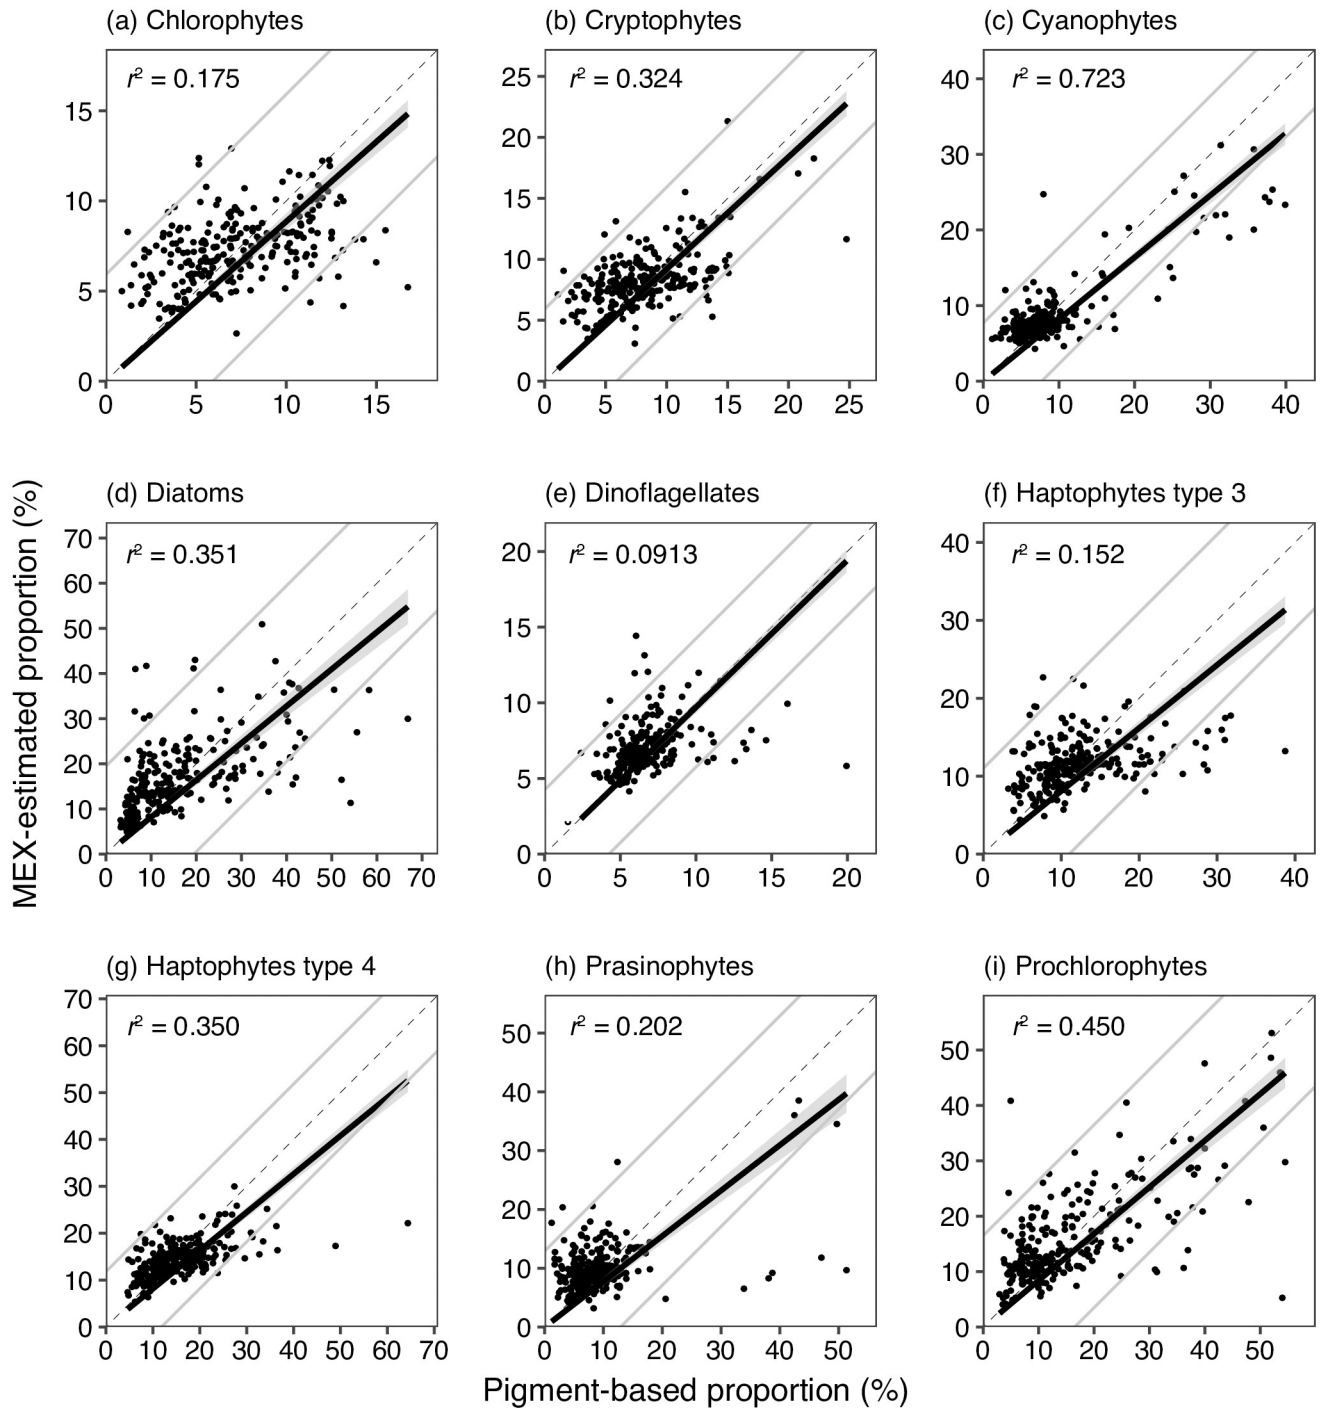 (a) Chlorophytes
r² = 0.175
15
10
5
0
0 5 10 15
(b) Cryptophytes
r² = 0.324
25
20
15
10
5
0
0 5 10 15 20 25
(c) Cyanophytes
r² = 0.723
40
30
20
10
0
0 10 20 30 40
MEX-estimated proportion (%)
(d) Diatoms
r² = 0.351
70
60
50
40
30
20
10
0
0 10 20 30 40 50 60 70
(e) Dinoflagellates
r² = 0.0913
20
15
10
5
0
0 5 10 15 20
(f) Haptophytes type 3
r² = 0.152
40
30
20
10
0
0 10 20 30 40
(g) Haptophytes type 4
r² = 0.350
70
60
50
40
30
20
10
0
0 10 20 30 40 50 60 70
(h) Prasinophytes
r² = 0.202
50
40
30
20
10
0
0 10 20 30 40 50
(i) Prochlorophytes
r² = 0.450
50
40
30
20
10
0
0 10 20 30 40 50
Pigment-based proportion (%)